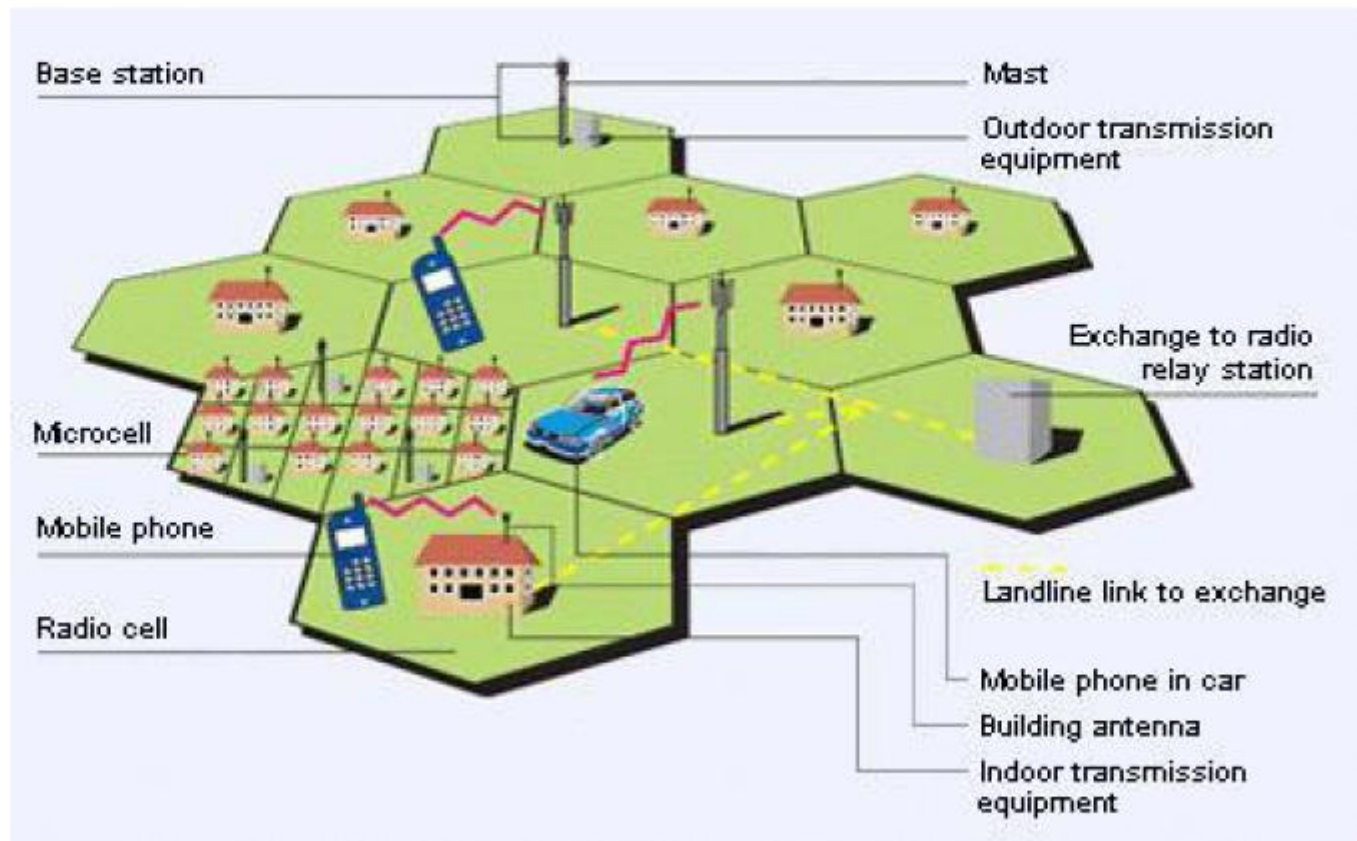 Base station
Mast
Outdoor transmission
equipment
Exchange to radio
relay station
Microcell
Mobile phone
Landline link to exchange
Radio cell
Mobile phone in car
Building antenna
Indoor transmission
equipment